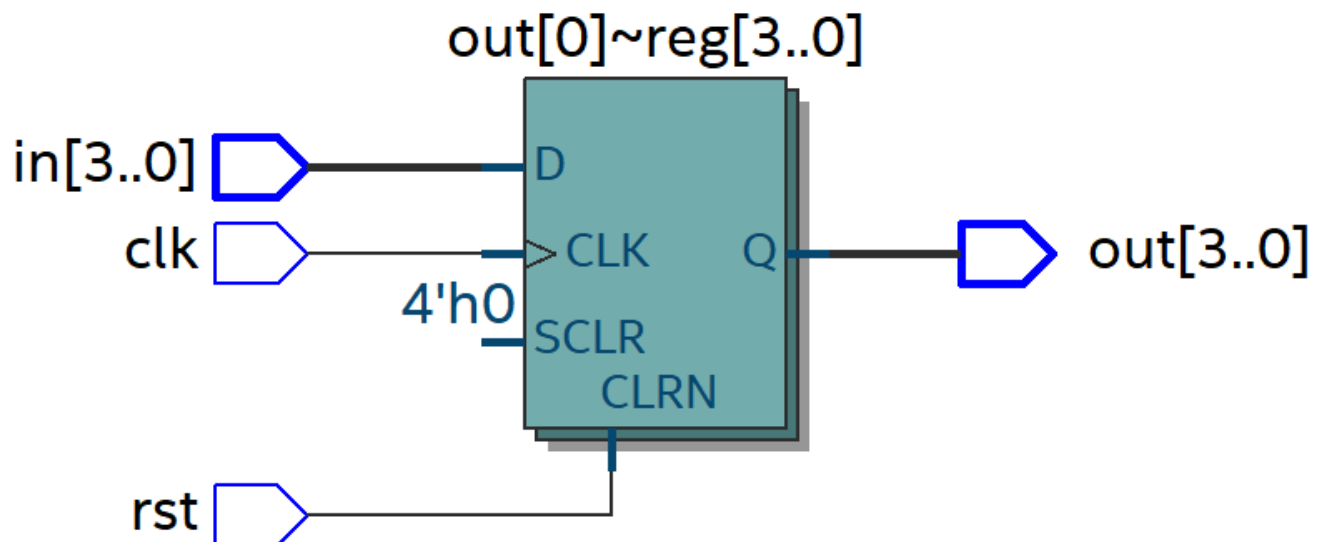 out[0]~reg[3..0]
in[3..0]
D
clk
CLK
Q
out[3..0]
4'h0
SCLR
CLRN
rst